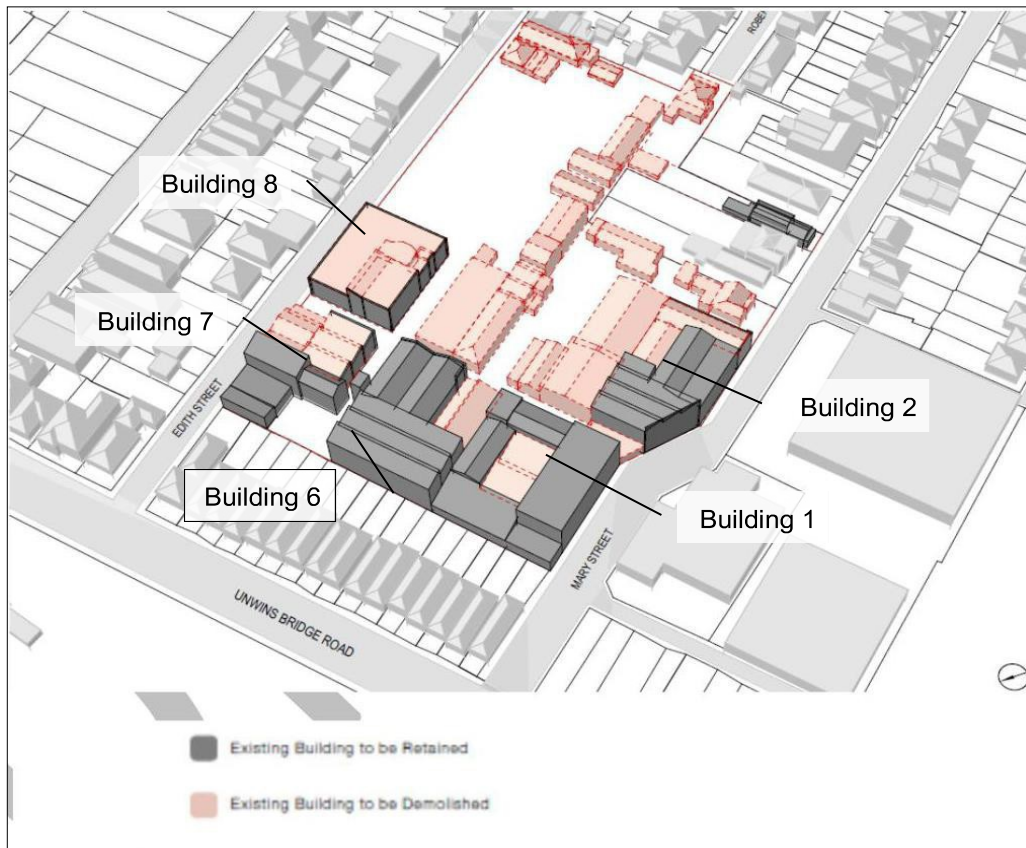 ROBER
Building 8
Building 7
EDITH STREET
Building 2
Building 6
Building 1
MARY STREET
UNWINS BRIDGE ROAD
Existing Building to be Retained
Existing Building to be Demolished